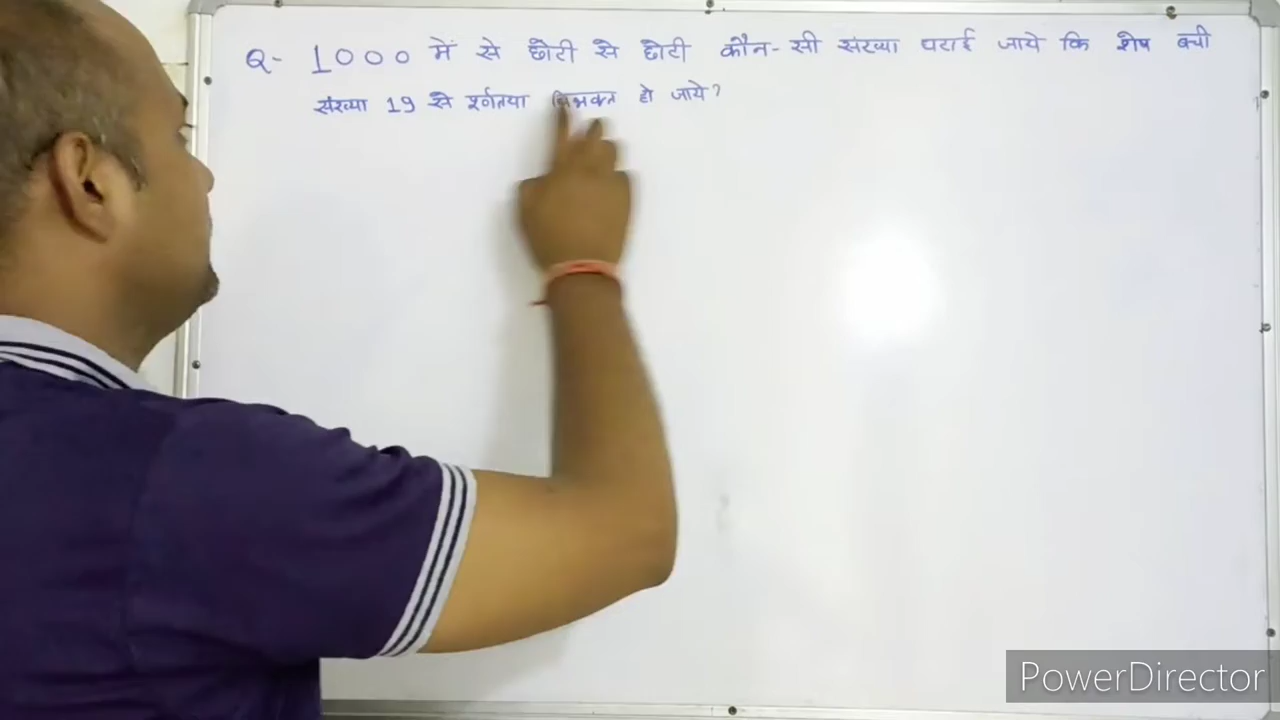 Q- 1000 में से छोटी से छोटी कौन-सी संख्या घटाई जाये कि शेष बची
संख्या 19 से पूर्णतया विभक्त हो जाये?
PowerDirector